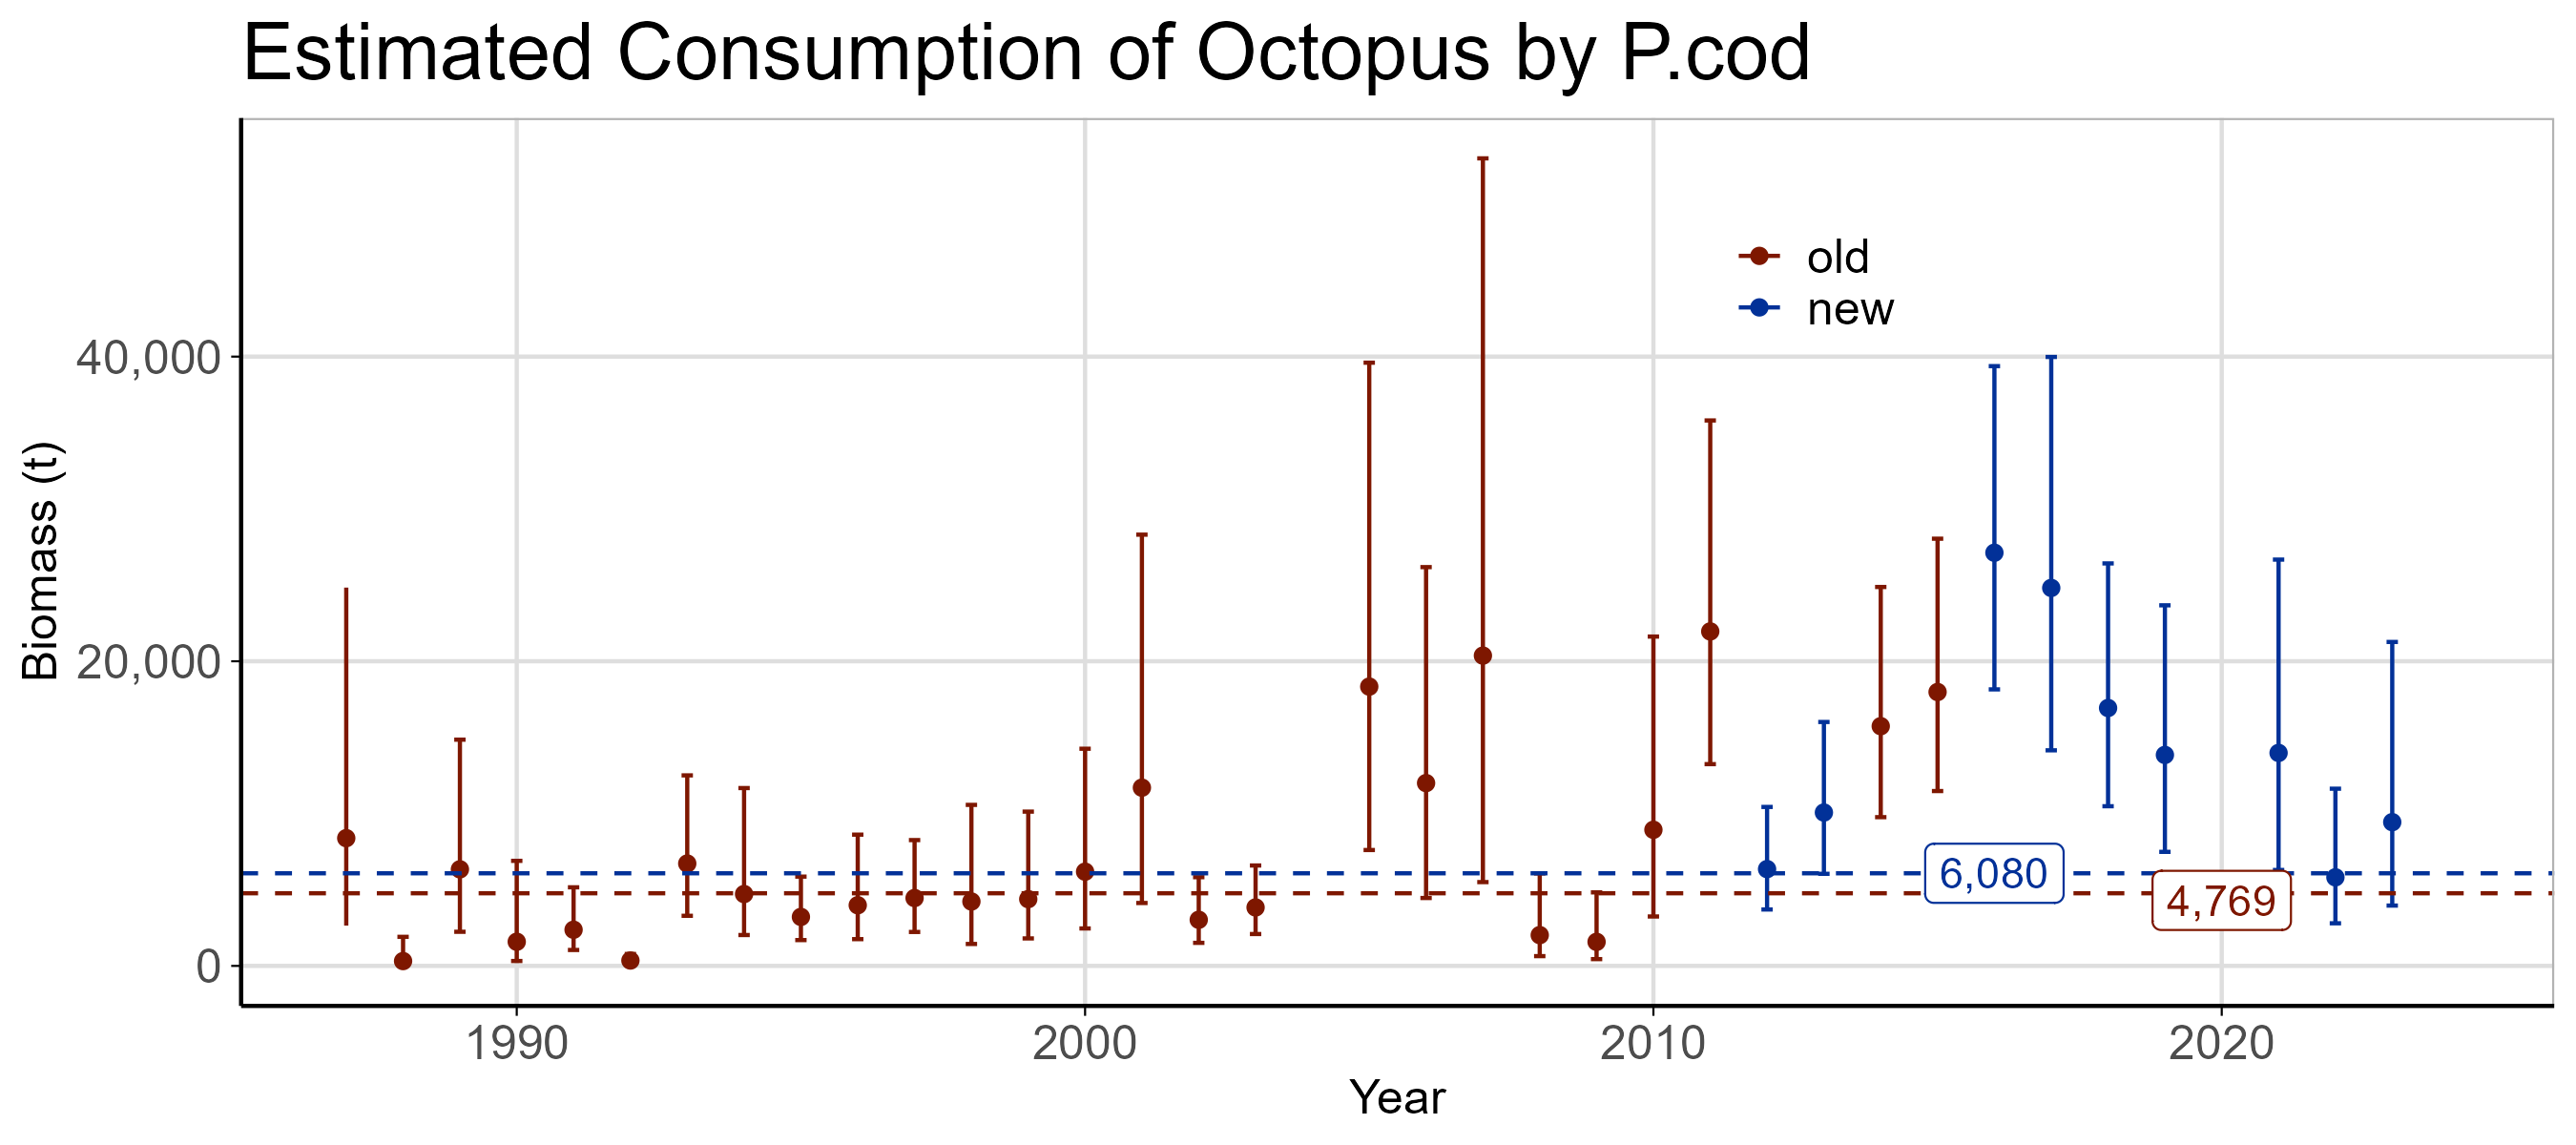 Estimated Consumption of Octopus by P.cod
old
new
40,000
20,000
0
Biomass (t)
6,080
4,769
1990 2000 2010 2020
Year